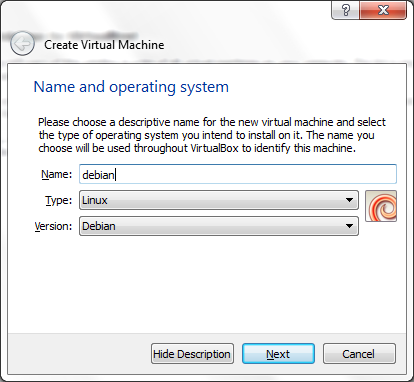 Create Virtual Machine
Name and operating system
Please choose a descriptive name for the new virtual machine and select
the type of operating system you intend to install on it. The name you
choose will be used throughout VirtualBox to identify this machine.
Name: debian
Type: Linux
Version: Debian
Hide Description Next Cancel